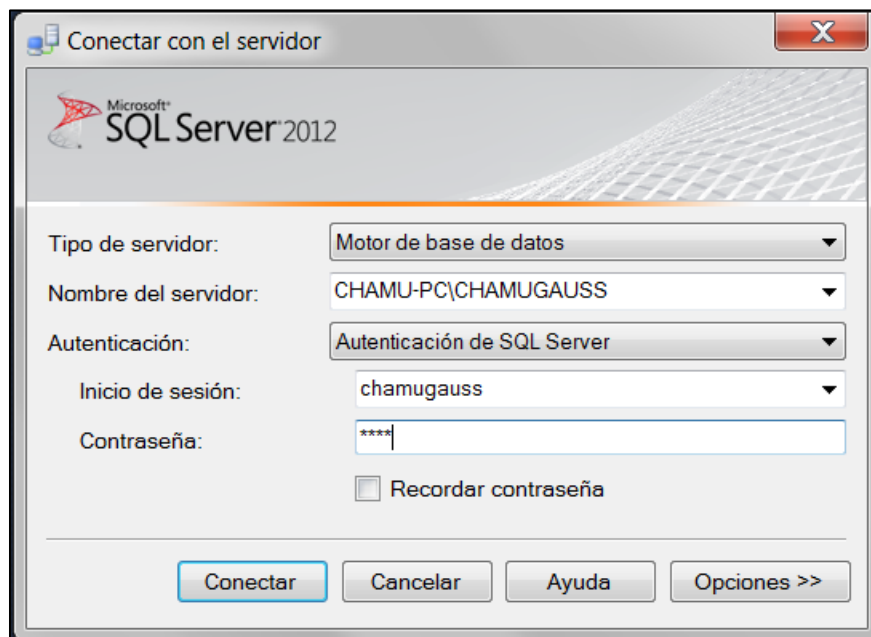 Conectar con el servidor
Microsoft®
SQL Server® 2012
Tipo de servidor: Motor de base de datos
Nombre del servidor: CHAMU-PC\CHAMUGAUSS
Autenticación: Autenticación de SQL Server
Inicio de sesión: chamugauss
Contraseña: ****
Recordar contraseña
Conectar Cancelar Ayuda Opciones >>